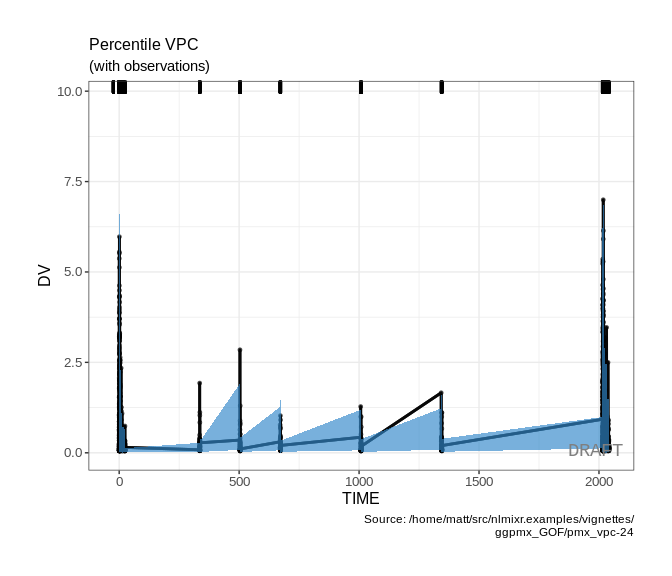 Percentile VPC
(with observations)
10.0
7.5
5.0
2.5
0.0
DV
0 500 1000 1500 2000
TIME
DRAFT
Source: /home/matt/src/nlmixr.examples/vignettes/
ggpmx_GOF/pmx_vpc-24